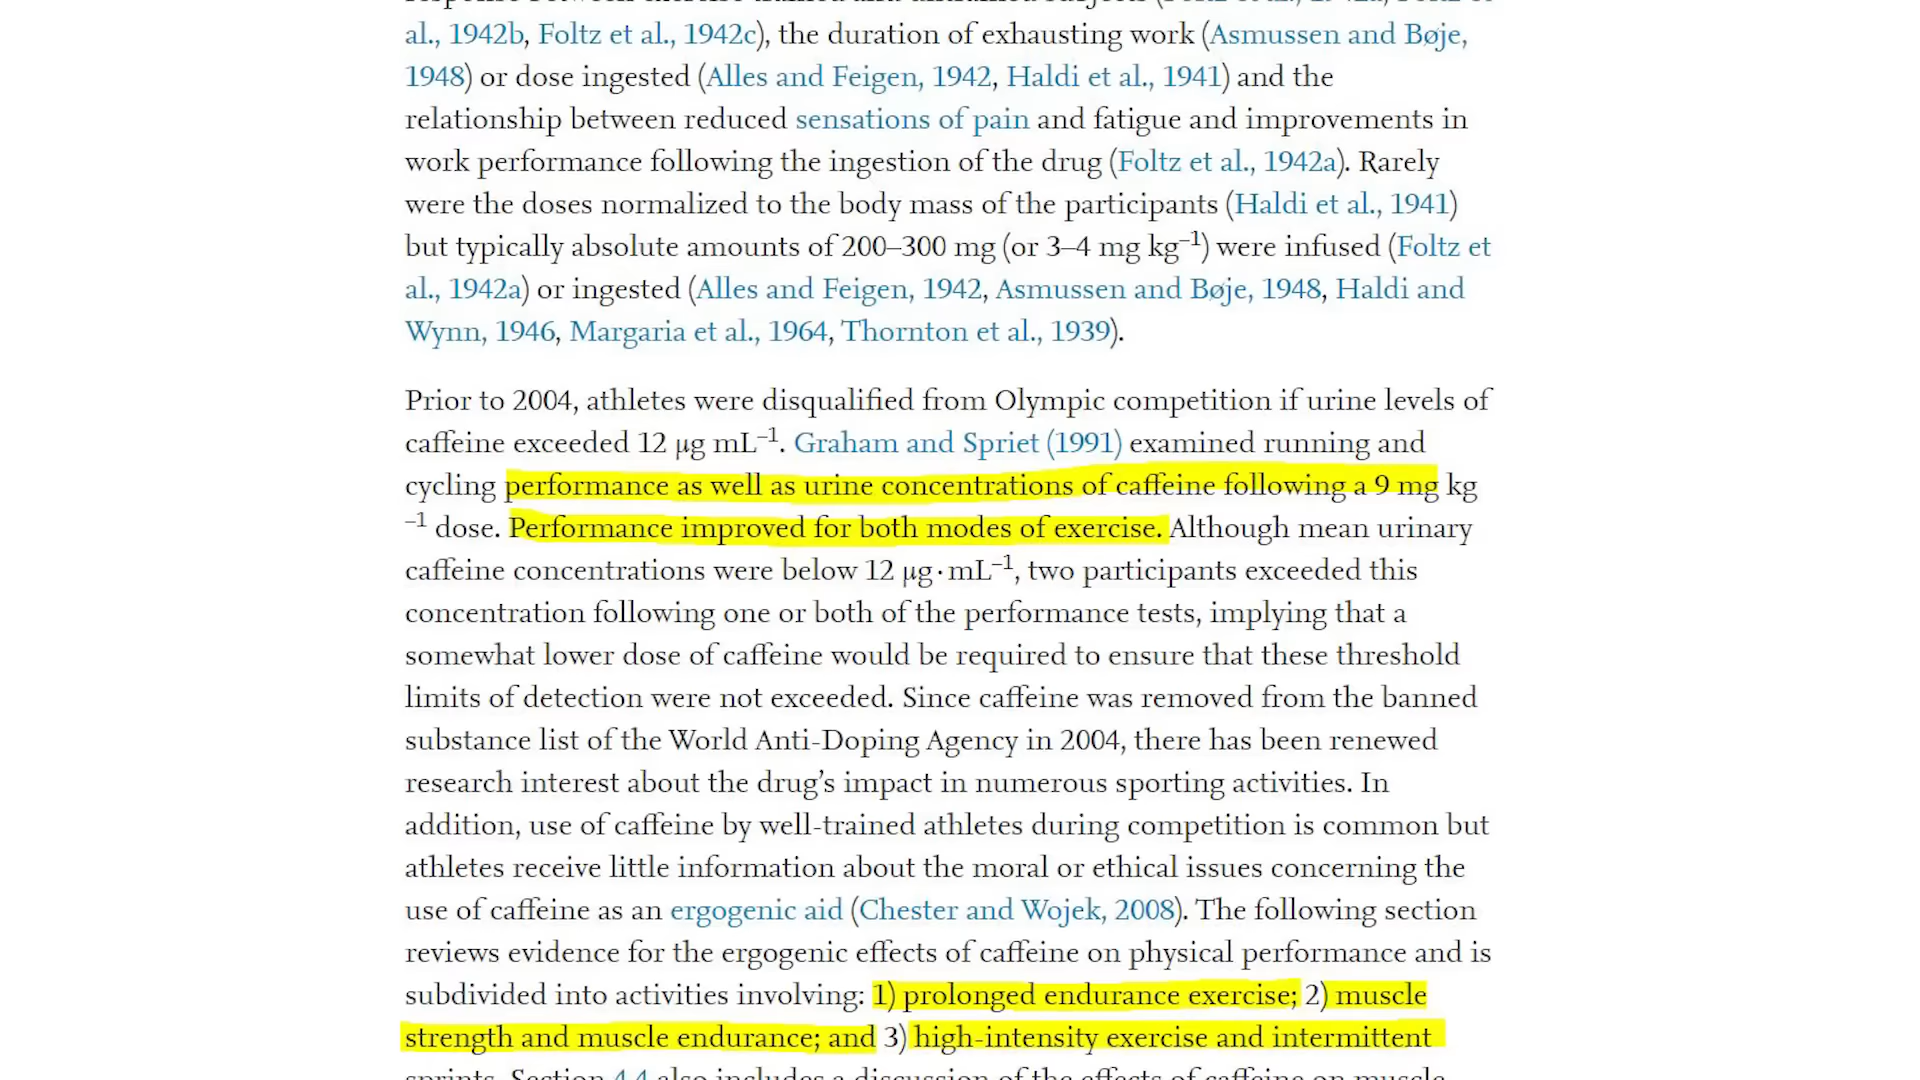 al., 1942b, Foltz et al., 1942c), the duration of exhausting work (Asmussen and Bøje,
1948) or dose ingested (Alles and Feigen, 1942, Haldi et al., 1941) and the
relationship between reduced sensations of pain and fatigue and improvements in
work performance following the ingestion of the drug (Foltz et al., 1942a). Rarely
were the doses normalized to the body mass of the participants (Haldi et al., 1941)
but typically absolute amounts of 200–300 mg (or 3–4 mg kg⁻¹) were infused (Foltz et
al., 1942a) or ingested (Alles and Feigen, 1942, Asmussen and Bøje, 1948, Haldi and
Wynn, 1946, Margaria et al., 1964, Thornton et al., 1939).
Prior to 2004, athletes were disqualified from Olympic competition if urine levels of
caffeine exceeded 12 μg mL⁻¹. Graham and Spriet (1991) examined running and
cycling performance as well as urine concentrations of caffeine following a 9 mg kg
⁻¹ dose. Performance improved for both modes of exercise. Although mean urinary
caffeine concentrations were below 12 μg·mL⁻¹, two participants exceeded this
concentration following one or both of the performance tests, implying that a
somewhat lower dose of caffeine would be required to ensure that these threshold
limits of detection were not exceeded. Since caffeine was removed from the banned
substance list of the World Anti-Doping Agency in 2004, there has been renewed
research interest about the drug's impact in numerous sporting activities. In
addition, use of caffeine by well-trained athletes during competition is common but
athletes receive little information about the moral or ethical issues concerning the
use of caffeine as an ergogenic aid (Chester and Wojek, 2008). The following section
reviews evidence for the ergogenic effects of caffeine on physical performance and is
subdivided into activities involving: 1) prolonged endurance exercise; 2) muscle
strength and muscle endurance; and 3) high-intensity exercise and intermittent
sprints. Section 4.4 also includes a discussion of the effects of caffeine on muscle